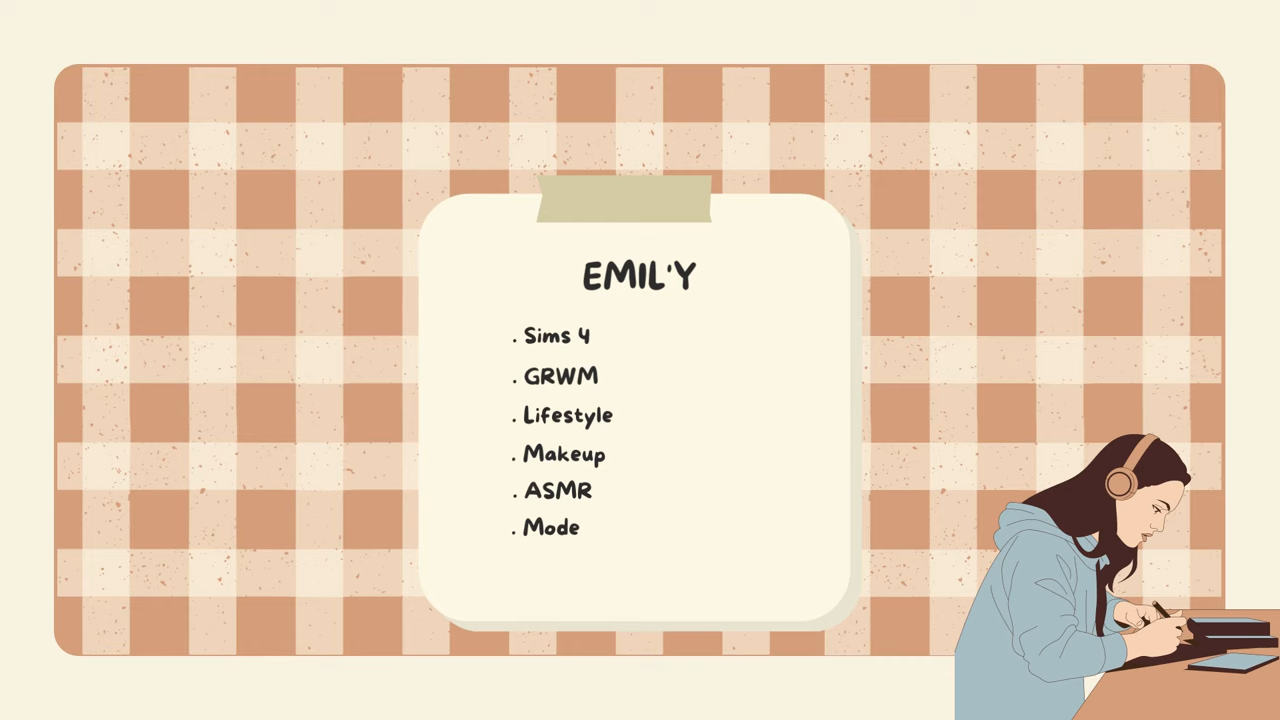 EMIL'Y
. Sims 4
. GRWM
. Lifestyle
. Makeup
. ASMR
. Mode